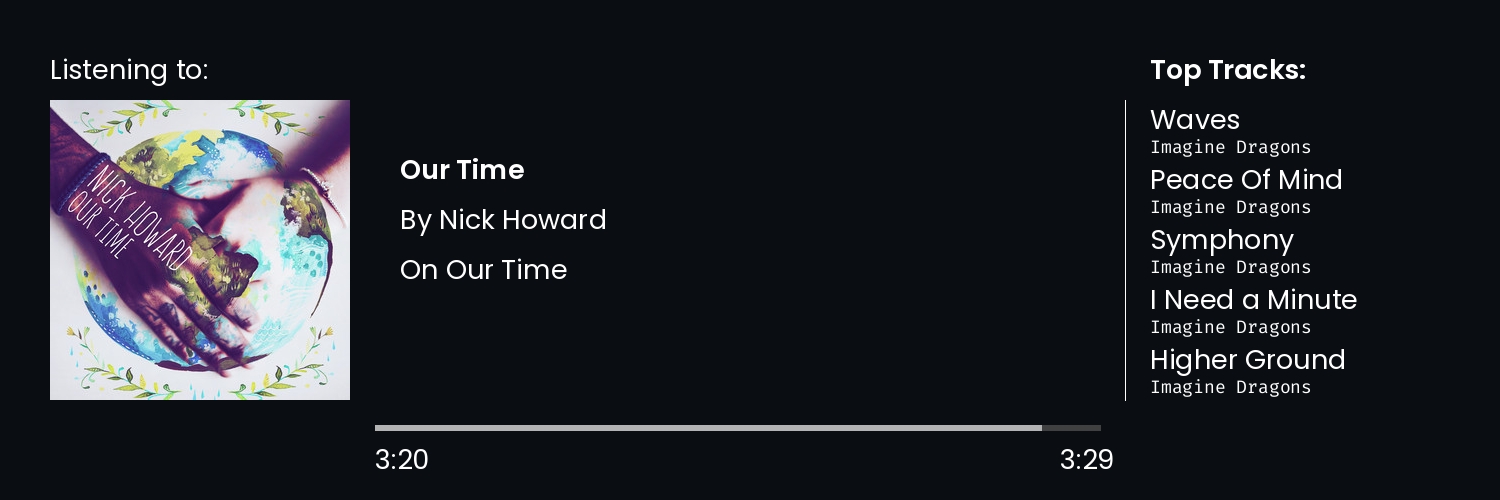 Listening to:
NICK HOWARD
OUR TIME
Our Time
By Nick Howard
On Our Time
3:20
3:29
Top Tracks:
Waves
Imagine Dragons
Peace Of Mind
Imagine Dragons
Symphony
Imagine Dragons
I Need a Minute
Imagine Dragons
Higher Ground
Imagine Dragons